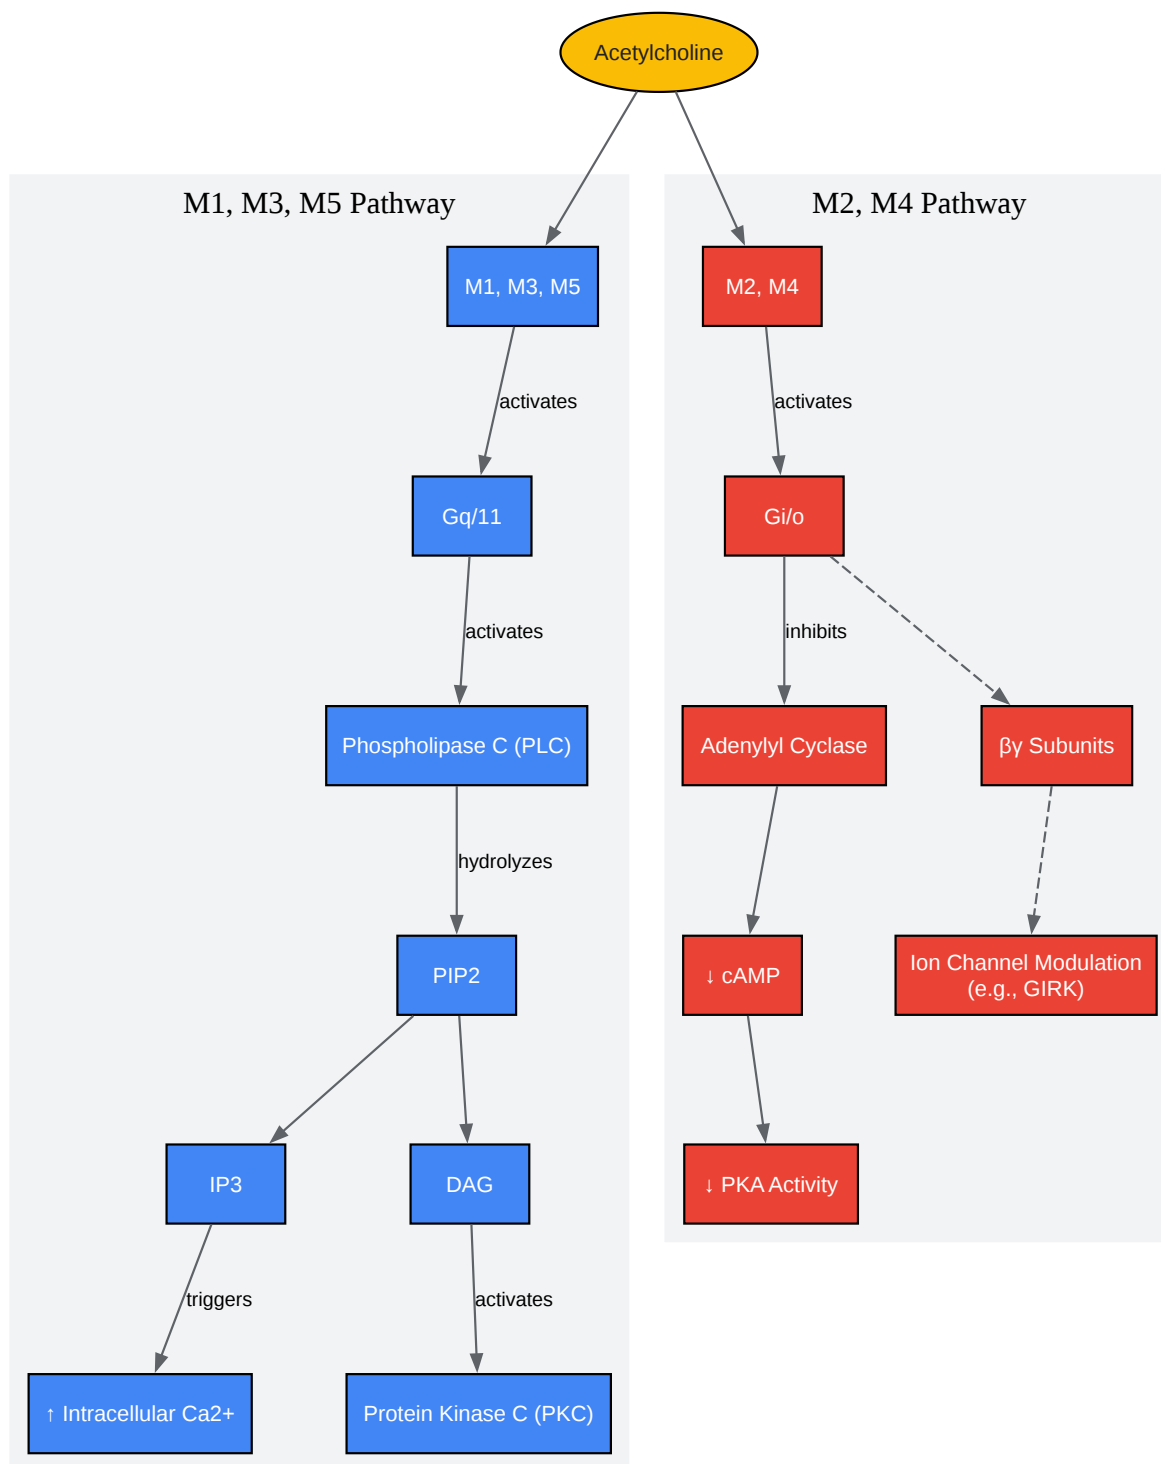 Acetylcholine
M1, M3, M5 Pathway
M1, M3, M5
activates
Gq/11
activates
Phospholipase C (PLC)
hydrolyzes
PIP2
IP3
DAG
triggers
activates
↑ Intracellular Ca2+
Protein Kinase C (PKC)
M2, M4 Pathway
M2, M4
activates
Gi/o
inhibits
Adenylyl Cyclase
βγ Subunits
↓ cAMP
Ion Channel Modulation
(e.g., GIRK)
↓ PKA Activity